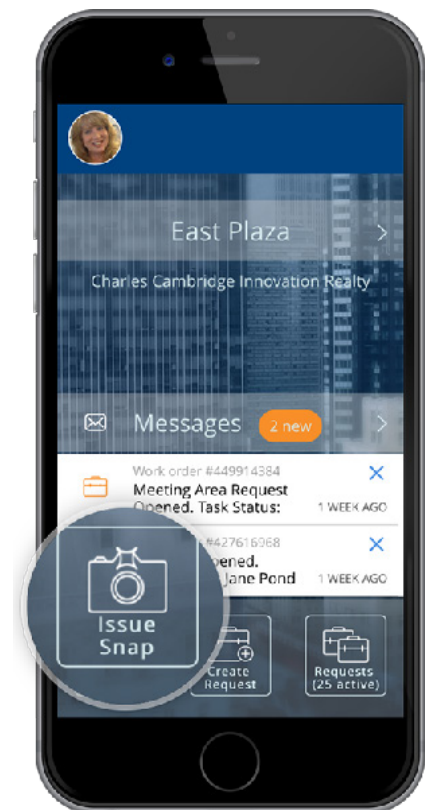 East Plaza
Charles Cambridge Innovation Realty
Messages 2 new
Work order #449914384
Meeting Area Request
Opened. Task Status: 1 WEEK AGO
#427616968
pened.
Jane Pond 1 WEEK AGO
Issue
Snap
Create
Request
Requests
(25 active)